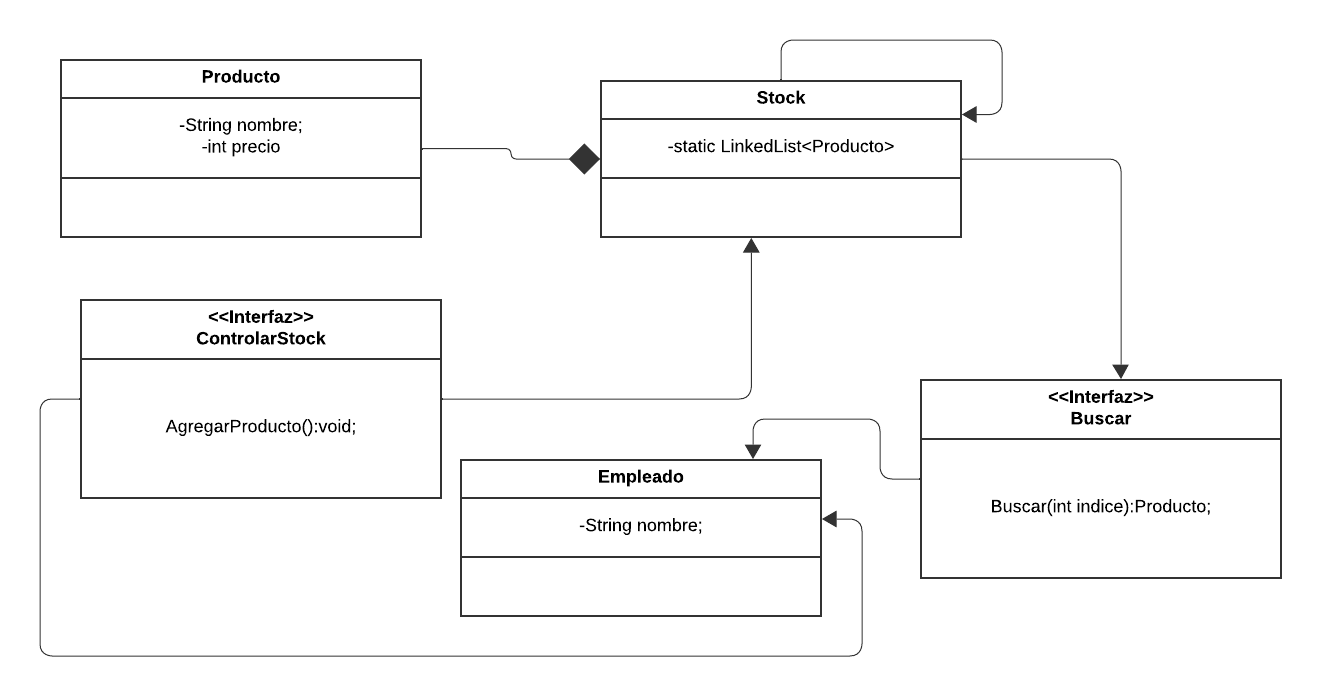 Producto
-String nombre;
-int precio
Stock
-static LinkedList<Producto>
<<Interfaz>>
ControlarStock
AgregarProducto():void;
Empleado
-String nombre;
<<Interfaz>>
Buscar
Buscar(int indice):Producto;